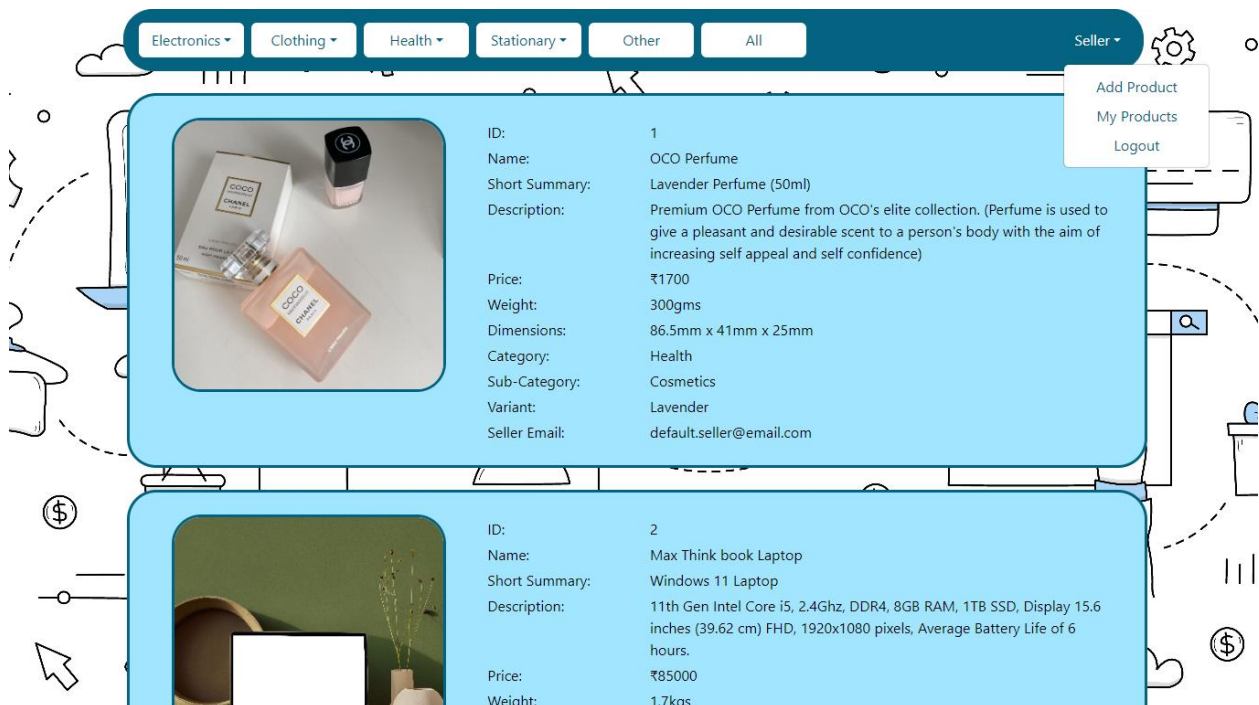 Electronics
Clothing
Health
Stationary
Other
All
Seller
Add Product
My Products
Logout
COCO
CHANEL
COCO
CHANEL
ID: 1
Name: OCO Perfume
Short Summary: Lavender Perfume (50ml)
Description: Premium OCO Perfume from OCO's elite collection. (Perfume is used to
give a pleasant and desirable scent to a person's body with the aim of
increasing self appeal and self confidence)
Price: ₹1700
Weight: 300gms
Dimensions: 86.5mm x 41mm x 25mm
Category: Health
Sub-Category: Cosmetics
Variant: Lavender
Seller Email: default.seller@email.com
ID: 2
Name: Max Think book Laptop
Short Summary: Windows 11 Laptop
Description: 11th Gen Intel Core i5, 2.4Ghz, DDR4, 8GB RAM, 1TB SSD, Display 15.6
inches (39.62 cm) FHD, 1920x1080 pixels, Average Battery Life of 6
hours.
Price: ₹85000
Weight: 1.7kgs